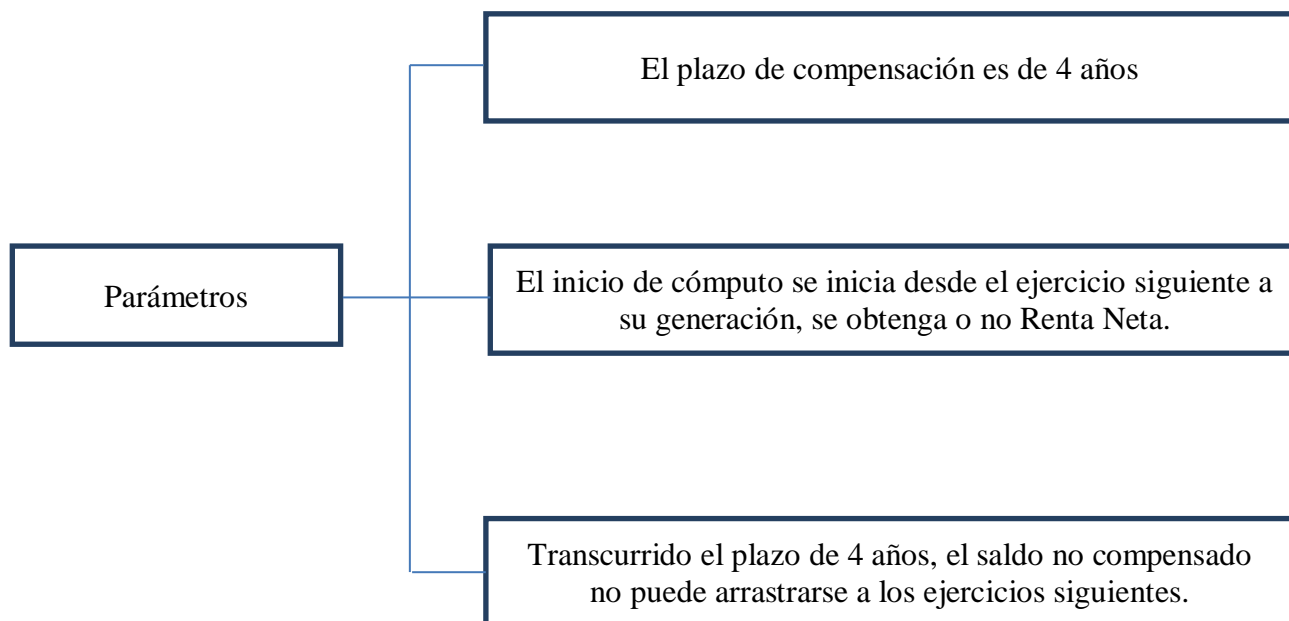 El plazo de compensación es de 4 años
Parámetros
El inicio de cómputo se inicia desde el ejercicio siguiente a
su generación, se obtenga o no Renta Neta.
Transcurrido el plazo de 4 años, el saldo no compensado
no puede arrastrarse a los ejercicios siguientes.